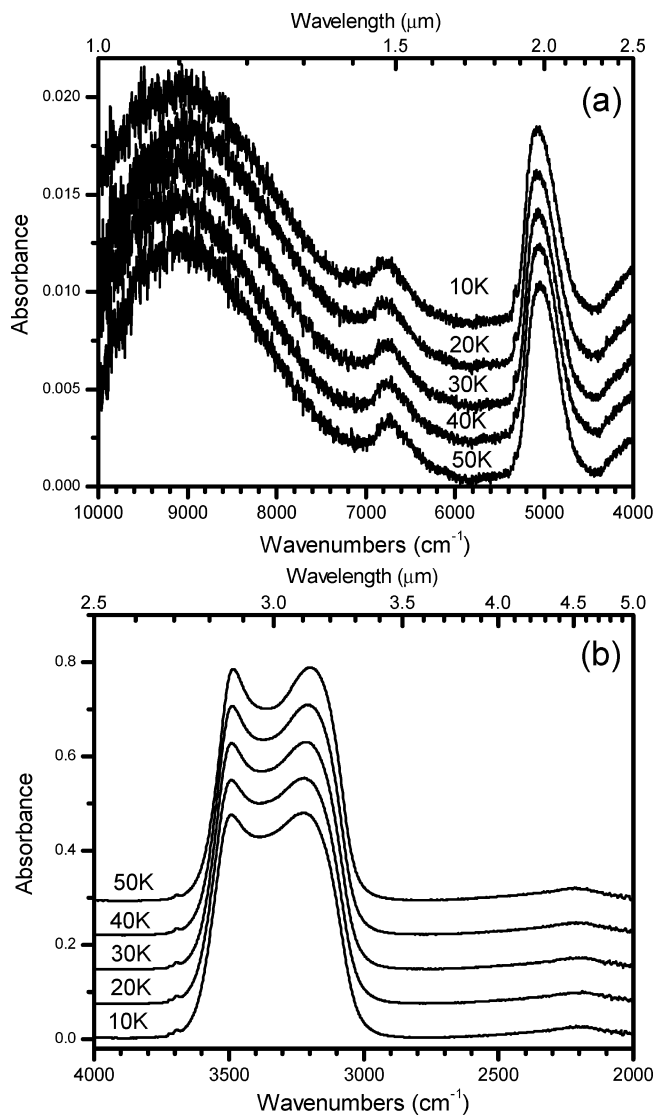 Wavelength (μm)
1.0 1.5 2.0 2.5
(a)
0.020
0.015
0.010
0.005
0.000
Absorbance
10K
20K
30K
40K
50K
10000 9000 8000 7000 6000 5000 4000
Wavenumbers (cm-1)
Wavelength (μm)
2.5 3.0 3.5 4.0 4.5 5.0
(b)
0.8
0.6
0.4
0.2
0.0
Absorbance
50K
40K
30K
20K
10K
4000 3500 3000 2500 2000
Wavenumbers (cm-1)